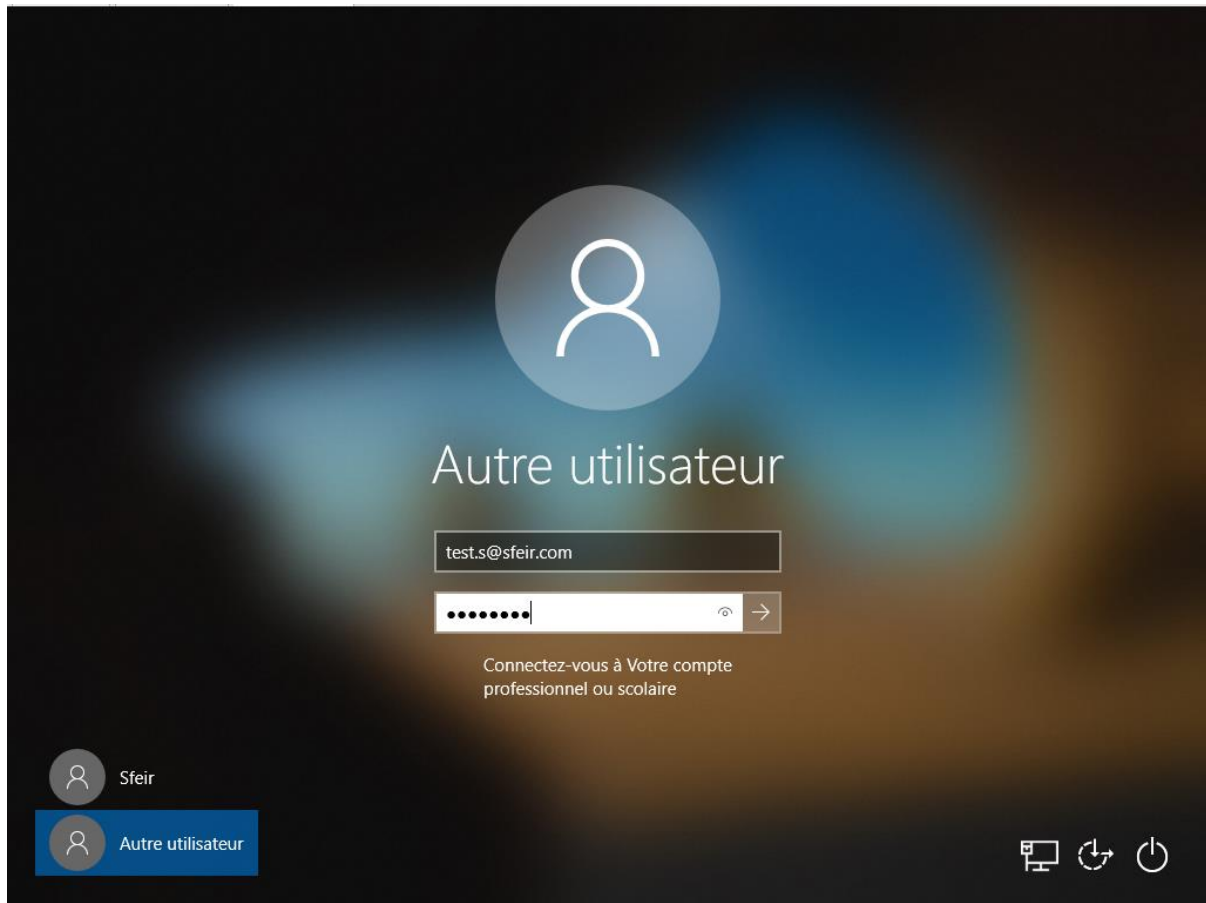 Autre utilisateur
test.s@sfeir.com
••••••••
Connectez-vous à Votre compte
professionnel ou scolaire
Sfeir
Autre utilisateur